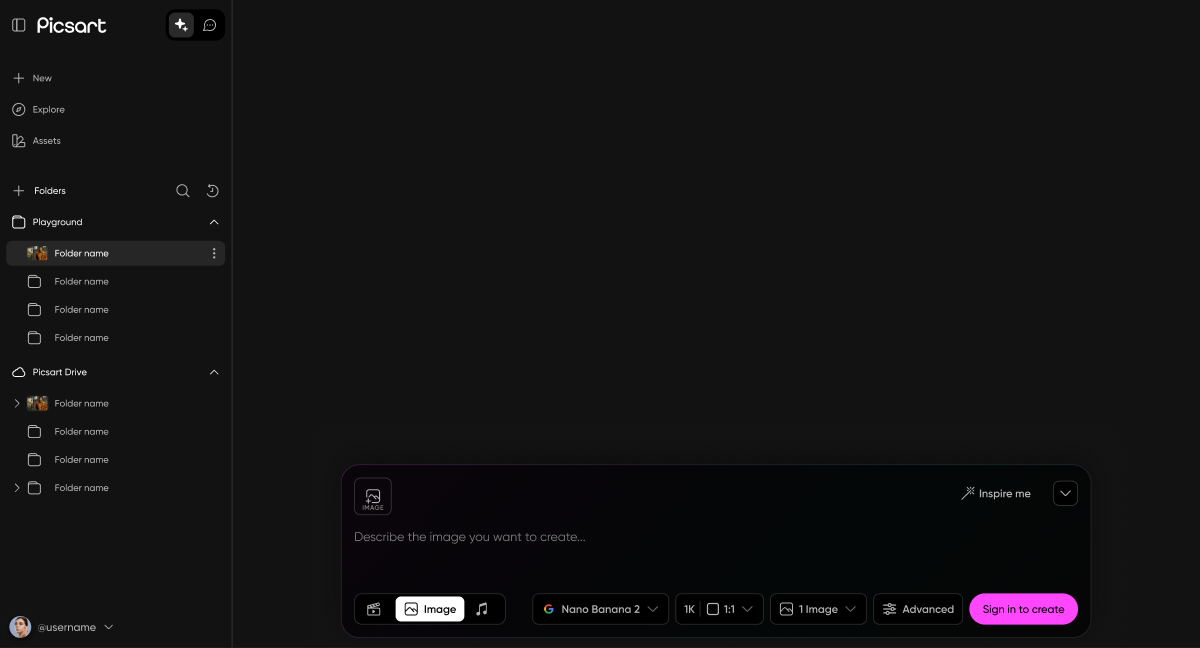 Picsart
New
Explore
Assets
Folders
Playground
Folder name
Folder name
Folder name
Folder name
Picsart Drive
Folder name
Folder name
Folder name
Folder name
@username
IMAGE
Inspire me
Describe the image you want to create...
Image
Nano Banana 2
1K
1:1
1 Image
Advanced
Sign in to create